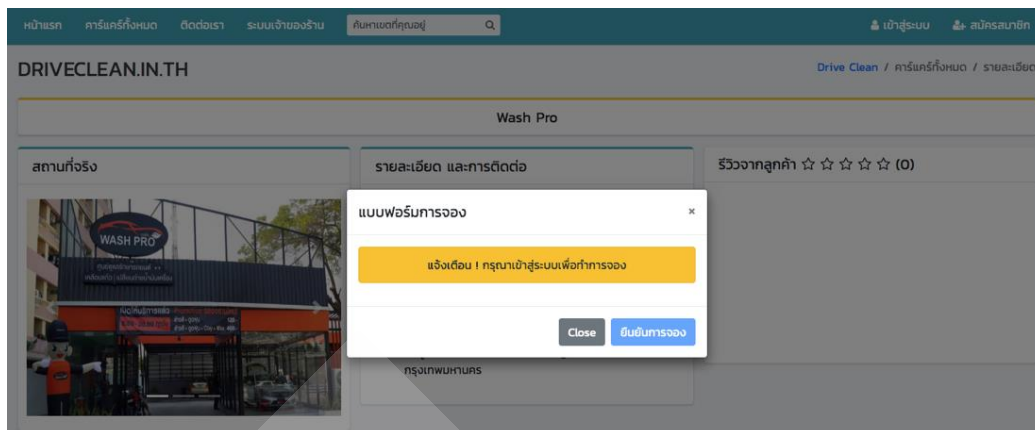 หน้าแรก คาร์แคร์ทั้งหมด ติดต่อเรา ระบบเจ้าของร้าน ค้นหาเขตที่คุณอยู่ เข้าสู่ระบบ สมัครสมาชิก
DRIVECLEAN.IN.TH Drive Clean / คาร์แคร์ทั้งหมด / รายละเอียด
Wash Pro
สถานที่จริง รายละเอียด และการติดต่อ รีวิวจากลูกค้า ☆ ☆ ☆ ☆ ☆ (0)
แบบฟอร์มการจอง ×
WASH PRO
แจ้งเตือน ! กรุณาเข้าสู่ระบบเพื่อทำการจอง
Close ยืนยันการจอง
กรุงเทพมหานคร